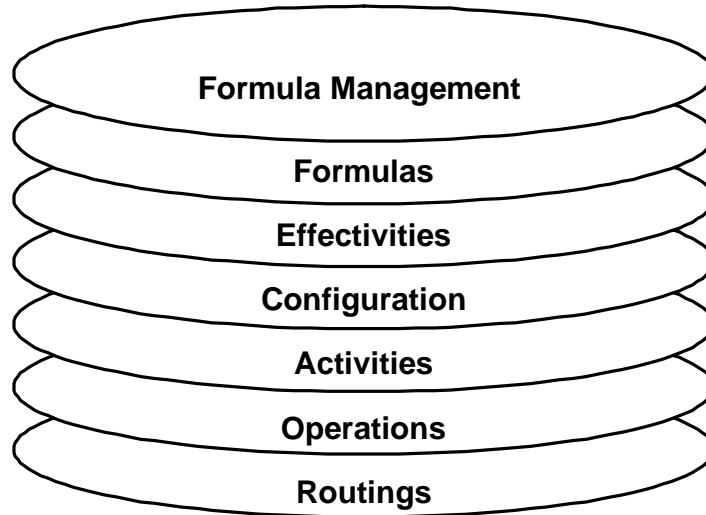 Formula Management
Formulas
Effectivities
Configuration
Activities
Operations
Routings